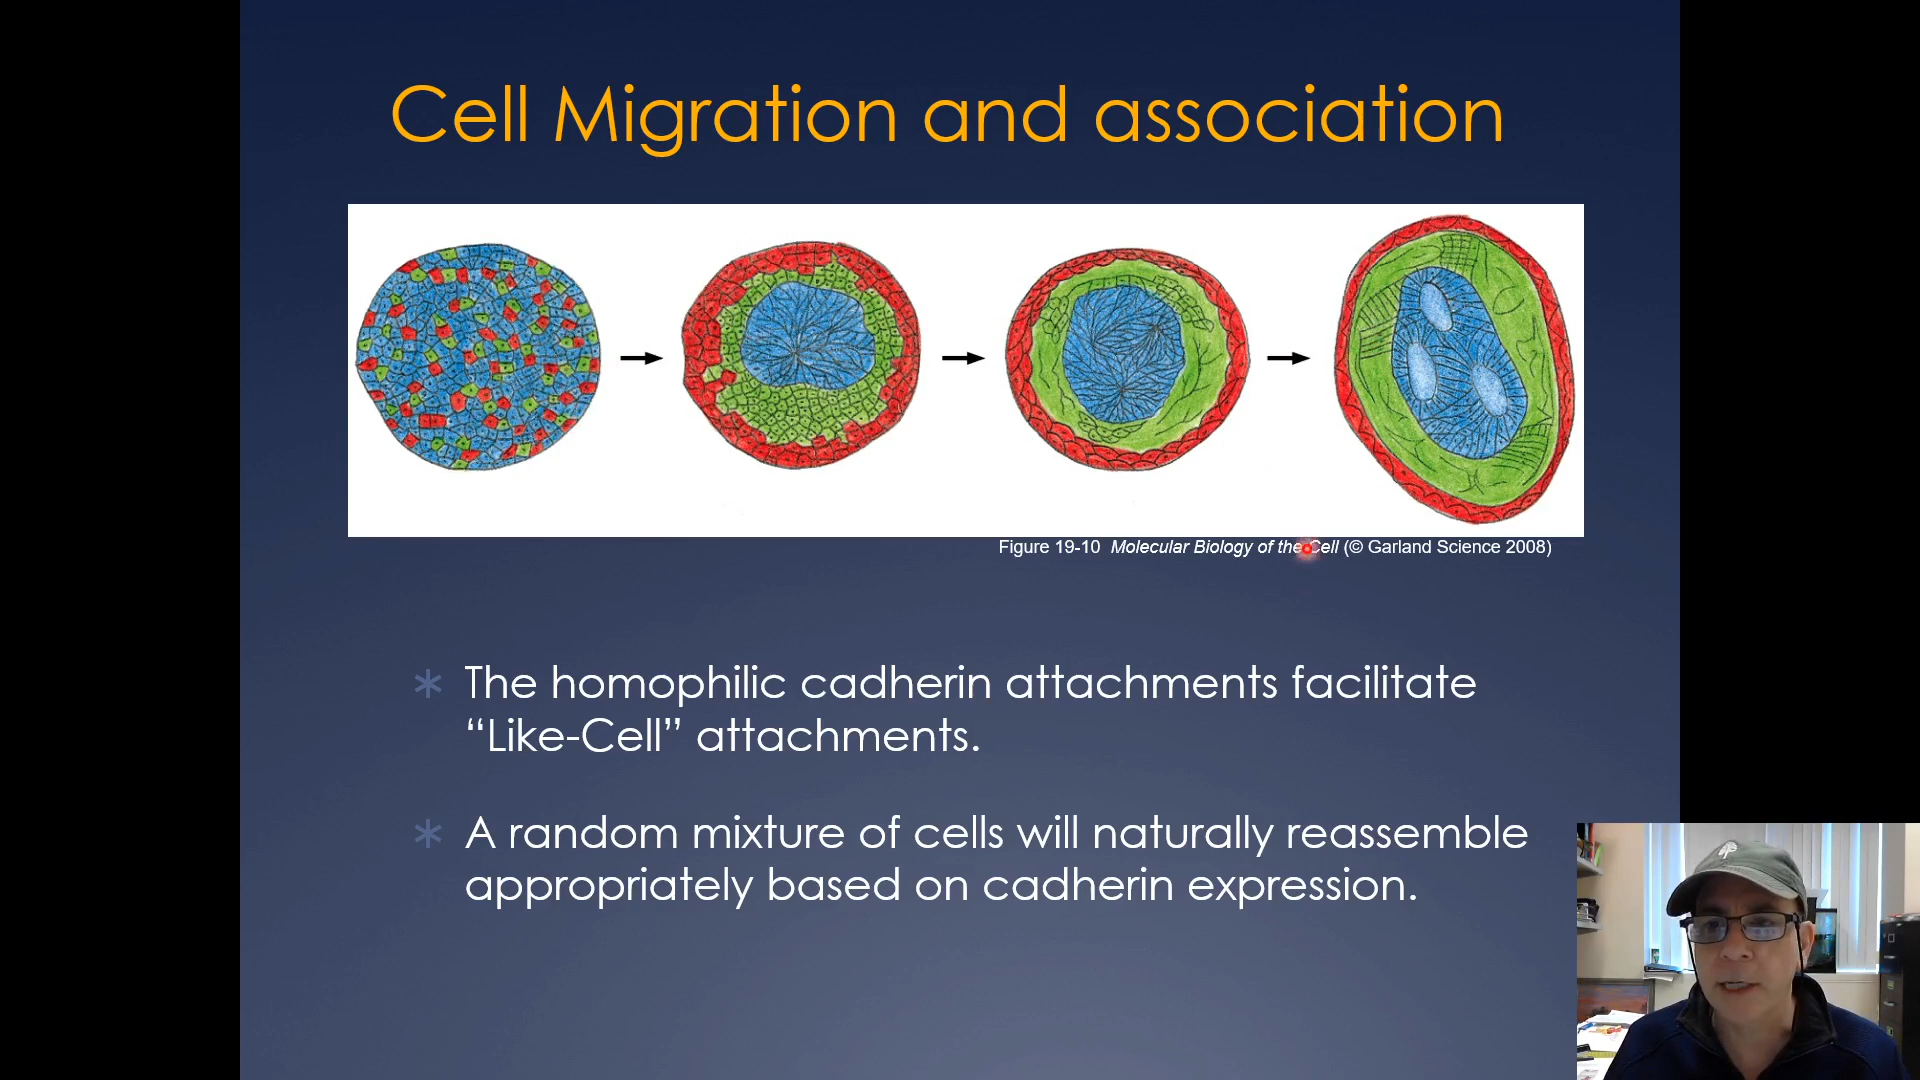 Cell Migration and association
Figure 19-10 Molecular Biology of the Cell (© Garland Science 2008)
The homophilic cadherin attachments facilitate
“Like-Cell” attachments.
A random mixture of cells will naturally reassemble
appropriately based on cadherin expression.